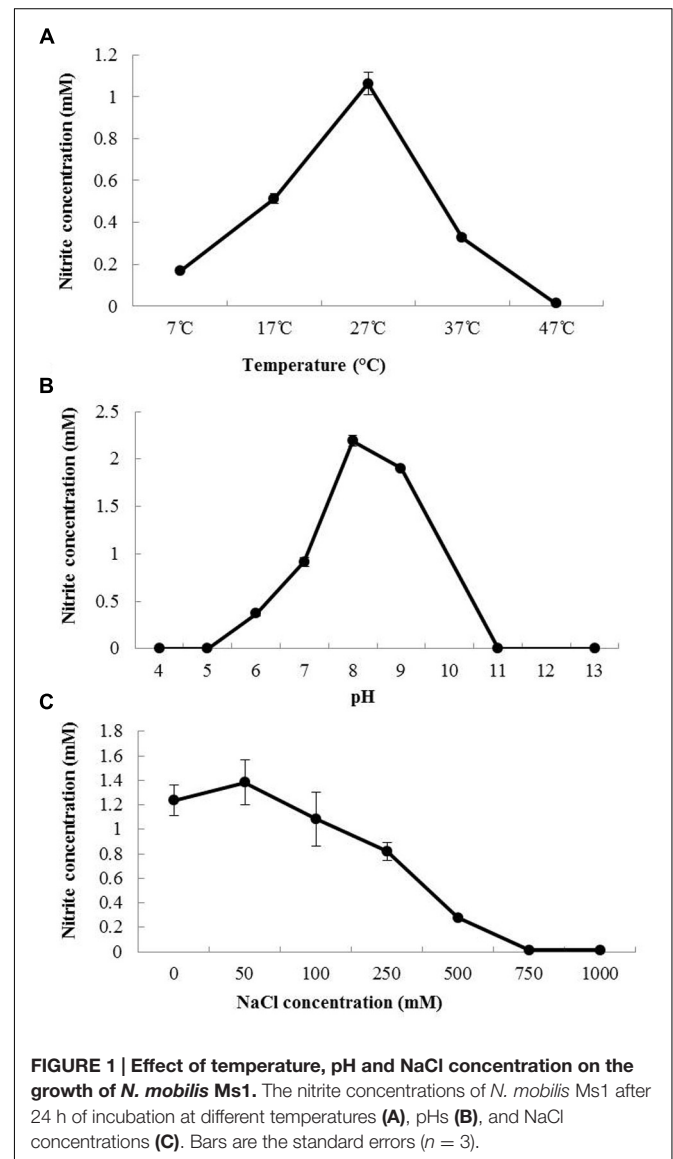 A
Nitrite concentration (mM)
1.2
1
0.8
0.6
0.4
0.2
0
7℃ 17℃ 27℃ 37℃ 47℃
Temperature (°C)
B
Nitrite concentration (mM)
2.5
2
1.5
1
0.5
0
4 5 6 7 8 9 10 11 12 13
pH
C
Nitrite concentration (mM)
1.8
1.6
1.4
1.2
1
0.8
0.6
0.4
0.2
0
0 50 100 250 500 750 1000
NaCl concentration (mM)
FIGURE 1 | Effect of temperature, pH and NaCl concentration on the
growth of N. mobilis Ms1. The nitrite concentrations of N. mobilis Ms1 after
24 h of incubation at different temperatures (A), pHs (B), and NaCl
concentrations (C). Bars are the standard errors (n = 3).